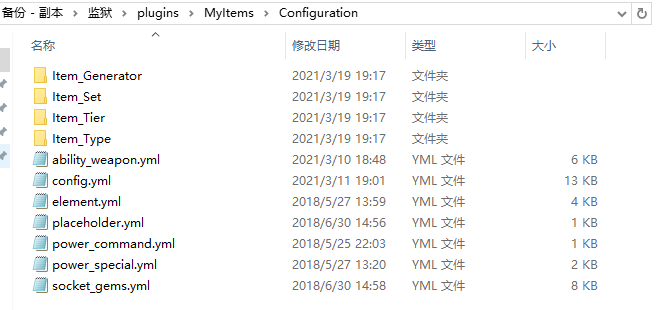 备份 - 副本 › 监狱 › plugins › MyItems › Configuration
名称 修改日期 类型 大小
Item_Generator 2021/3/19 19:17 文件夹
Item_Set 2021/3/19 19:17 文件夹
Item_Tier 2021/3/19 19:17 文件夹
Item_Type 2021/3/19 19:17 文件夹
ability_weapon.yml 2021/3/10 18:48 YML 文件 6 KB
config.yml 2021/3/11 19:01 YML 文件 13 KB
element.yml 2018/5/27 13:59 YML 文件 4 KB
placeholder.yml 2018/6/30 14:56 YML 文件 1 KB
power_command.yml 2018/5/25 22:03 YML 文件 1 KB
power_special.yml 2018/5/27 13:20 YML 文件 2 KB
socket_gems.yml 2018/6/30 14:58 YML 文件 8 KB